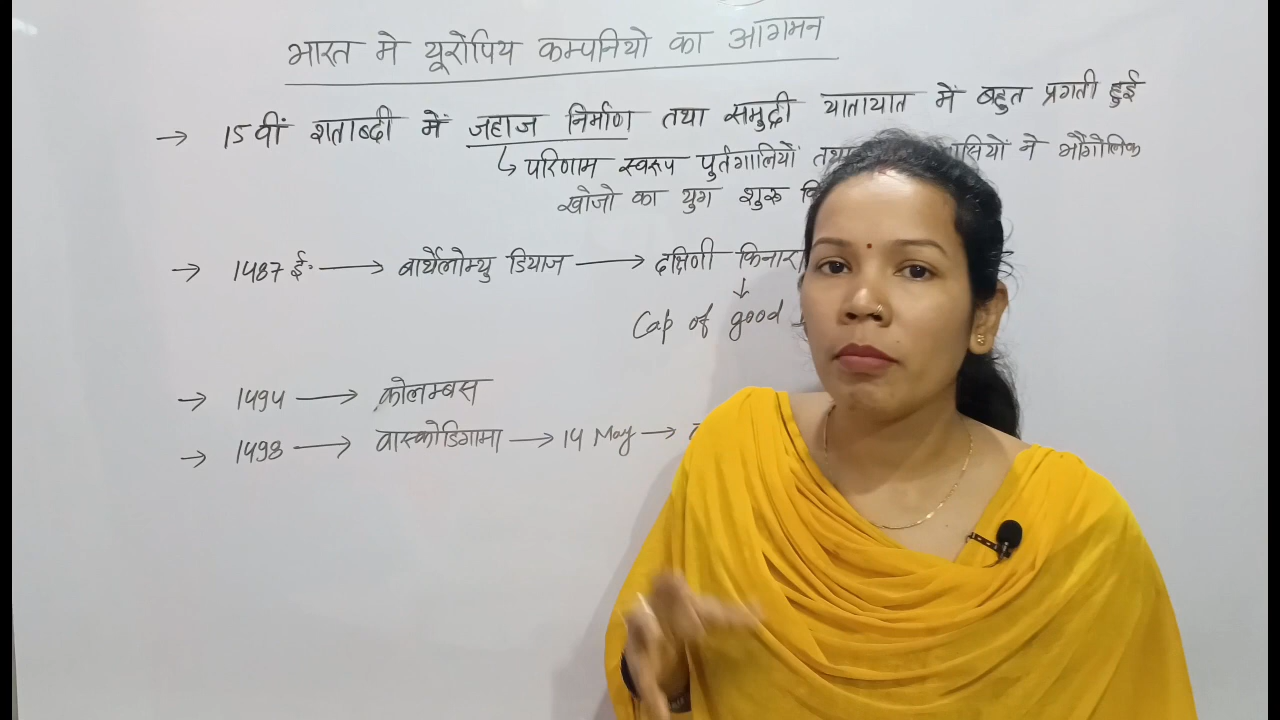 भारत मे यूरोपिय कम्पनियो का आगमन
→ 15 वीं शताब्दी में जहाज निर्माण तथा समुद्री यातायात में बहुत प्रगती हुई
↳ परिणाम स्वरूप पुर्तगालियों तथा सियों ने भौगोलिक
खोजो का युग शुरू
→ 1487 ई. → बार्थेलोम्यु डियाज → दक्षिणी किनारा
↓
Cap of good
→ 1494 → कोलम्बस
→ 1498 → वास्कोडिगामा → 14 May →